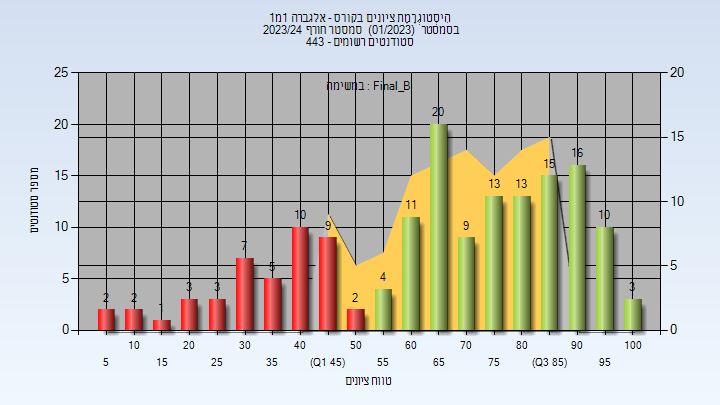 הִיסְטוֹגְרַמַּת ציונים בקורס - אלגברה 1מ1
בסמסטר (01/2023) סמסטר חורף 2023/24
סטודנטים רשומים - 443
במשימה : Final_B
25
20
15
10
5
0
20
15
10
5
0
מספר סטודנטים
2 2 1 3 3 7 5 10 9 2 4 11 20 9 13 13 15 16 10 3
10 20 30 40 50 60 70 80 90 100
5 15 25 35 (Q1 45) 55 65 75 (Q3 85) 95
טווח ציונים